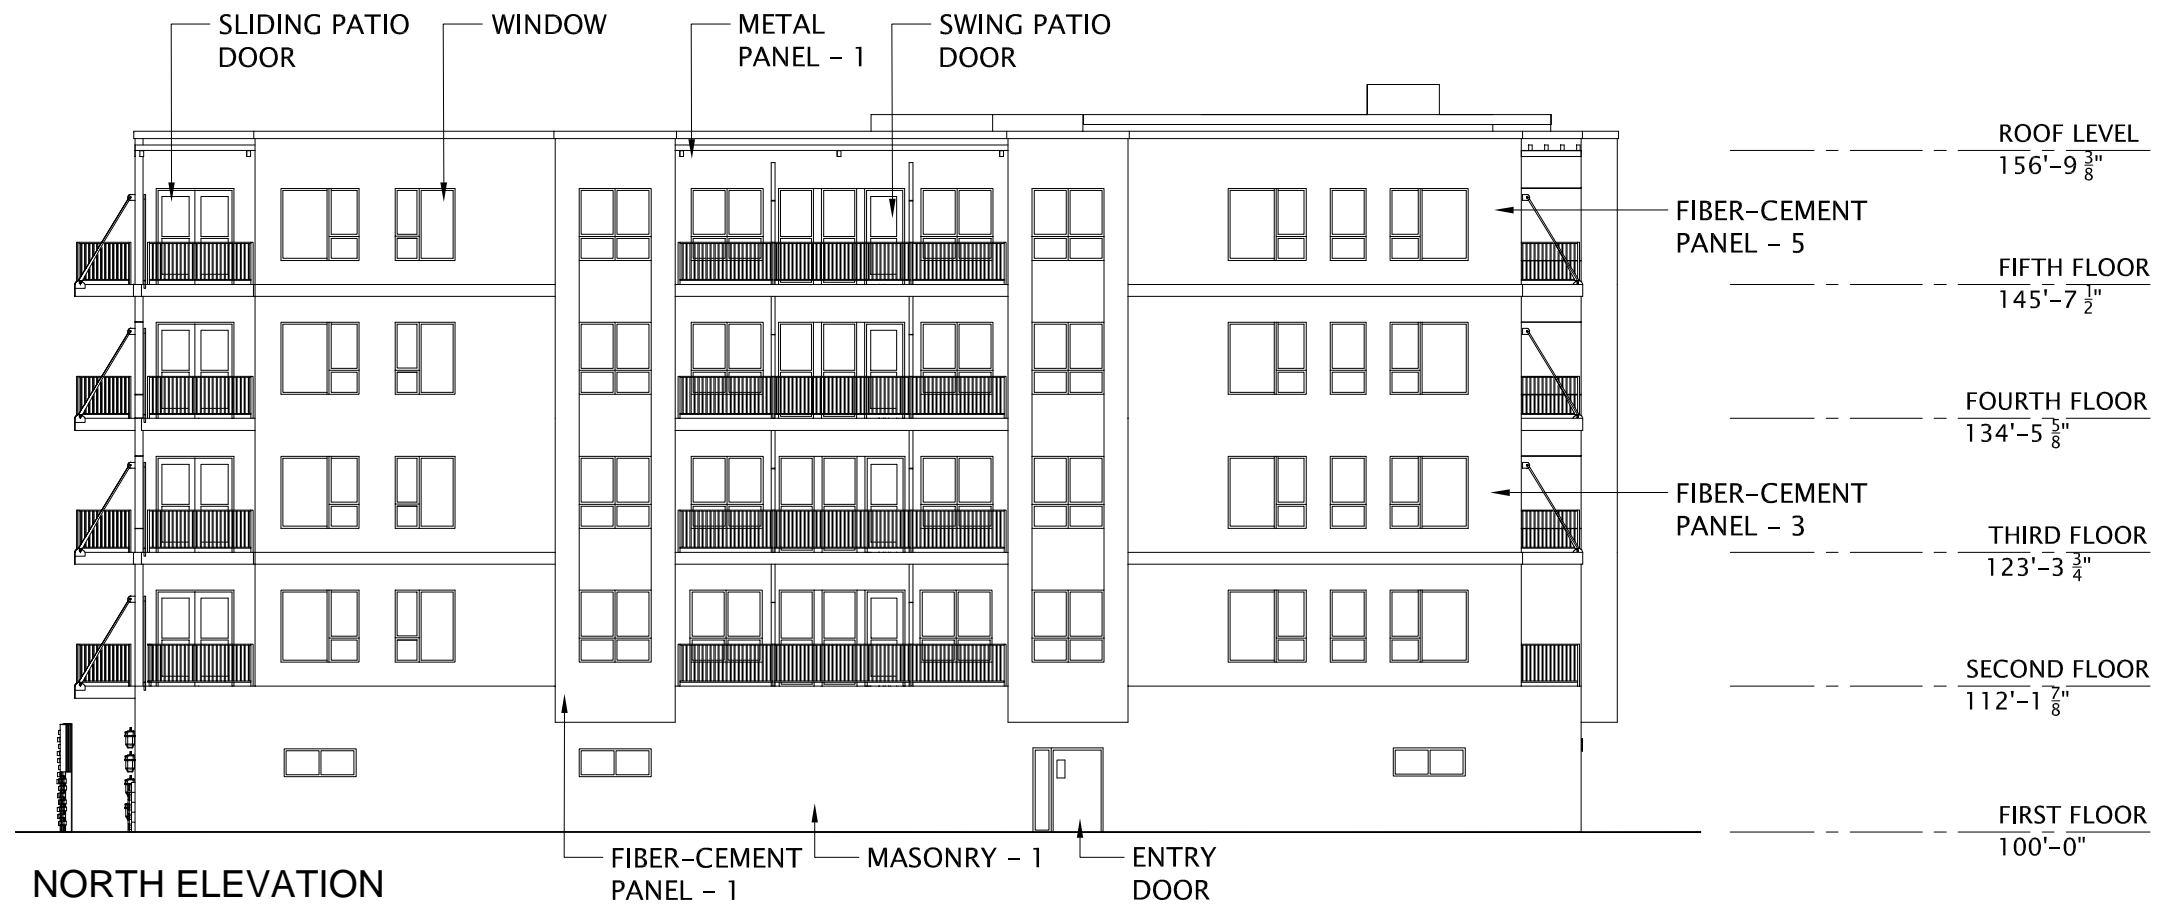 SLIDING PATIO
DOOR
WINDOW
METAL
PANEL – 1
SWING PATIO
DOOR
ROOF LEVEL
156'–9 3/8"
FIBER–CEMENT
PANEL – 5
FIFTH FLOOR
145'–7 1/2"
FOURTH FLOOR
134'–5 5/8"
FIBER–CEMENT
PANEL – 3
THIRD FLOOR
123'–3 3/4"
SECOND FLOOR
112'–1 7/8"
FIRST FLOOR
100'–0"
FIBER–CEMENT
PANEL – 1
MASONRY – 1
ENTRY
DOOR
NORTH ELEVATION